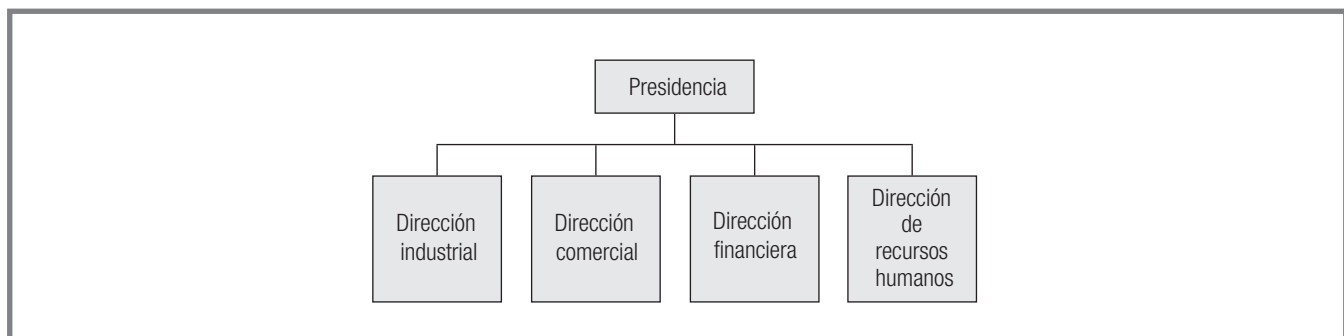 Presidencia
Dirección
industrial
Dirección
comercial
Dirección
financiera
Dirección
de
recursos
humanos